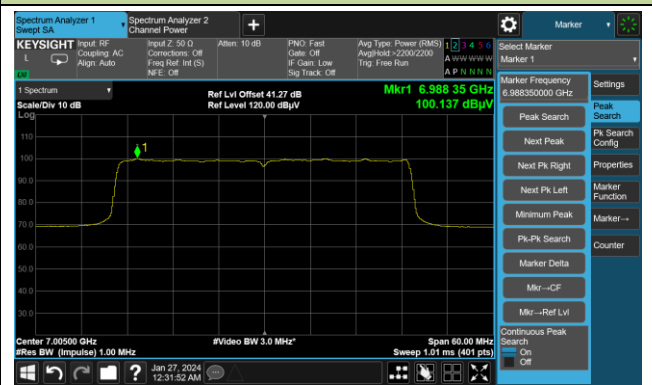 Spectrum Analyzer 1
Swept SA
Spectrum Analyzer 2
Channel Power
Marker
KEYSIGHT
L
Input: RF
Coupling: AC
Align: Auto
Input Z: 50 Ω
Corrections: Off
Freq Ref: Int (S)
NFE: Off
Atten: 10 dB
PNO: Fast
Gate: Off
IF Gain: Low
Sig Track: Off
Avg Type: Power (RMS)
Avg|Hold:>2200/2200
Trig: Free Run
1 2 3 4 5 6
A W W W W W
A P N N N N
Select Marker
Marker 1
1 Spectrum
Scale/Div 10 dB
Log
Ref Lvl Offset 41.27 dB
Ref Level 120.00 dBµV
Mkr1 6.988 35 GHz
100.137 dBµV
1
110
100
90.0
80.0
70.0
60.0
50.0
40.0
30.0
Center 7.00500 GHz
#Res BW (Impulse) 1.00 MHz
#Video BW 3.0 MHz*
Span 60.00 MHz
Sweep 1.01 ms (401 pts)
Marker Frequency
6.988350000 GHz
Peak Search
Next Peak
Next Pk Right
Next Pk Left
Minimum Peak
Pk-Pk Search
Marker Delta
Mkr→CF
Mkr→Ref Lvl
Continuous Peak
Search
On
Off
Settings
Peak
Search
Pk Search
Config
Properties
Marker
Function
Marker→
Counter
?
Jan 27, 2024
12:31:52 AM